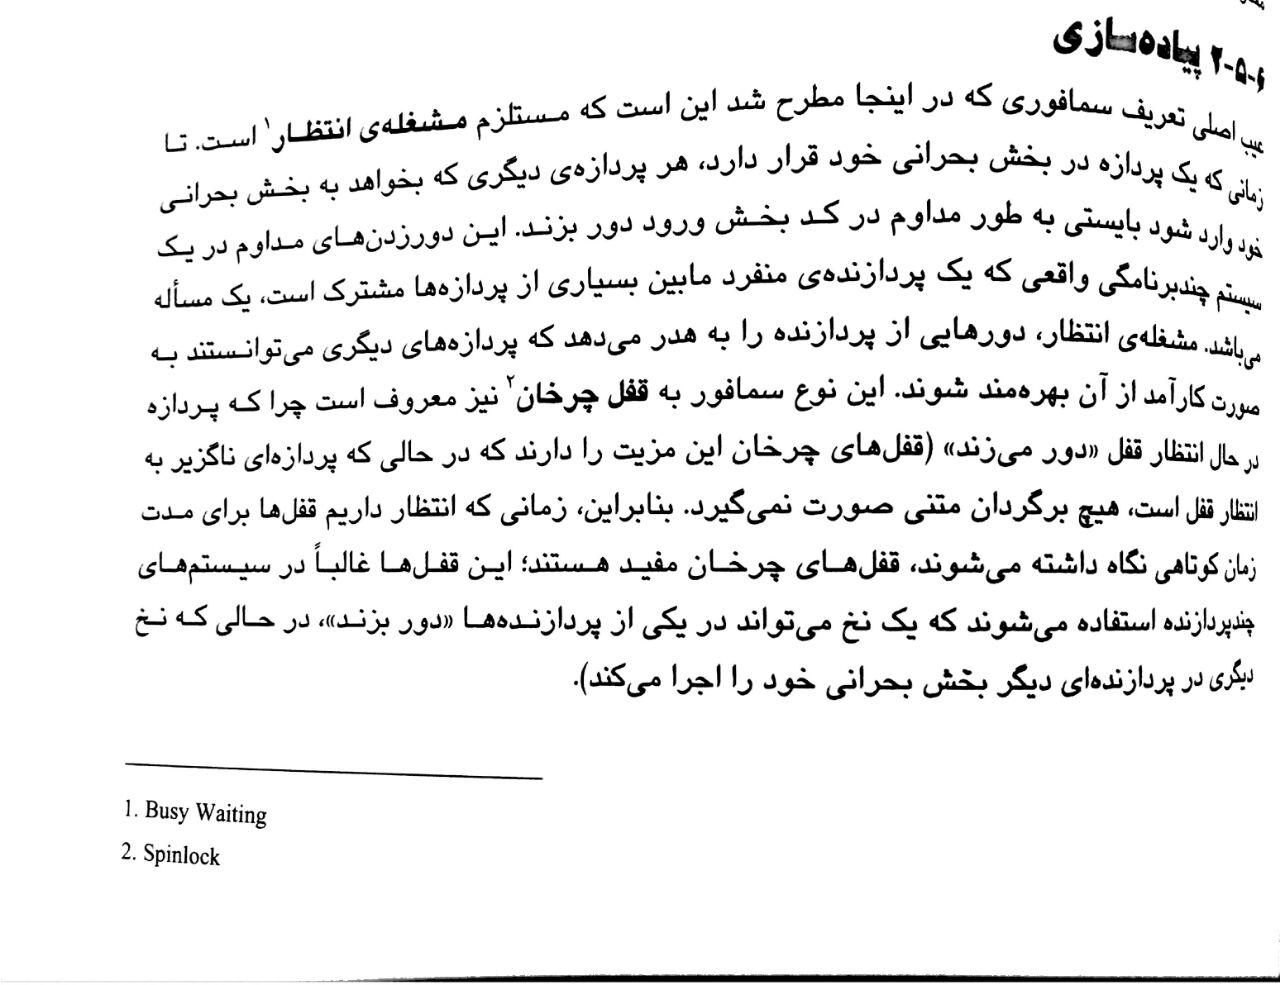 ۶-۵-۲ پیاده‌سازی
عیب اصلی تعریف سمافوری که در اینجا مطرح شد این است که مستلزم مشغله‌ی انتظار۱ است. تا
زمانی که یک پردازه در بخش بحرانی خود قرار دارد، هر پردازه‌ی دیگری که بخواهد به بخش بحرانی
خود وارد شود بایستی به طور مداوم در کد بخش ورود دور بزند. این دورزدن‌های مداوم در یک
سیستم چندبرنامگی واقعی که یک پردازنده‌ی منفرد مابین بسیاری از پردازه‌ها مشترک است، یک مسأله
می‌باشد. مشغله‌ی انتظار، دورهایی از پردازنده را به هدر می‌دهد که پردازه‌های دیگری می‌توانستند به
صورت کارآمد از آن بهره‌مند شوند. این نوع سمافور به قفل چرخان۲ نیز معروف است چرا که پردازه
در حال انتظار قفل «دور می‌زند» (قفل‌های چرخان این مزیت را دارند که در حالی که پردازه‌ای ناگزیر به
انتظار قفل است، هیچ برگردان متنی صورت نمی‌گیرد. بنابراین، زمانی که انتظار داریم قفل‌ها برای مدت
زمان کوتاهی نگاه داشته می‌شوند، قفل‌های چرخان مفید هستند؛ این قفل‌ها غالباً در سیستم‌های
چندپردازنده استفاده می‌شوند که یک نخ می‌تواند در یکی از پردازنده‌ها «دور بزند»، در حالی که نخ
دیگری در پردازنده‌ای دیگر بخش بحرانی خود را اجرا می‌کند).
1. Busy Waiting
2. Spinlock